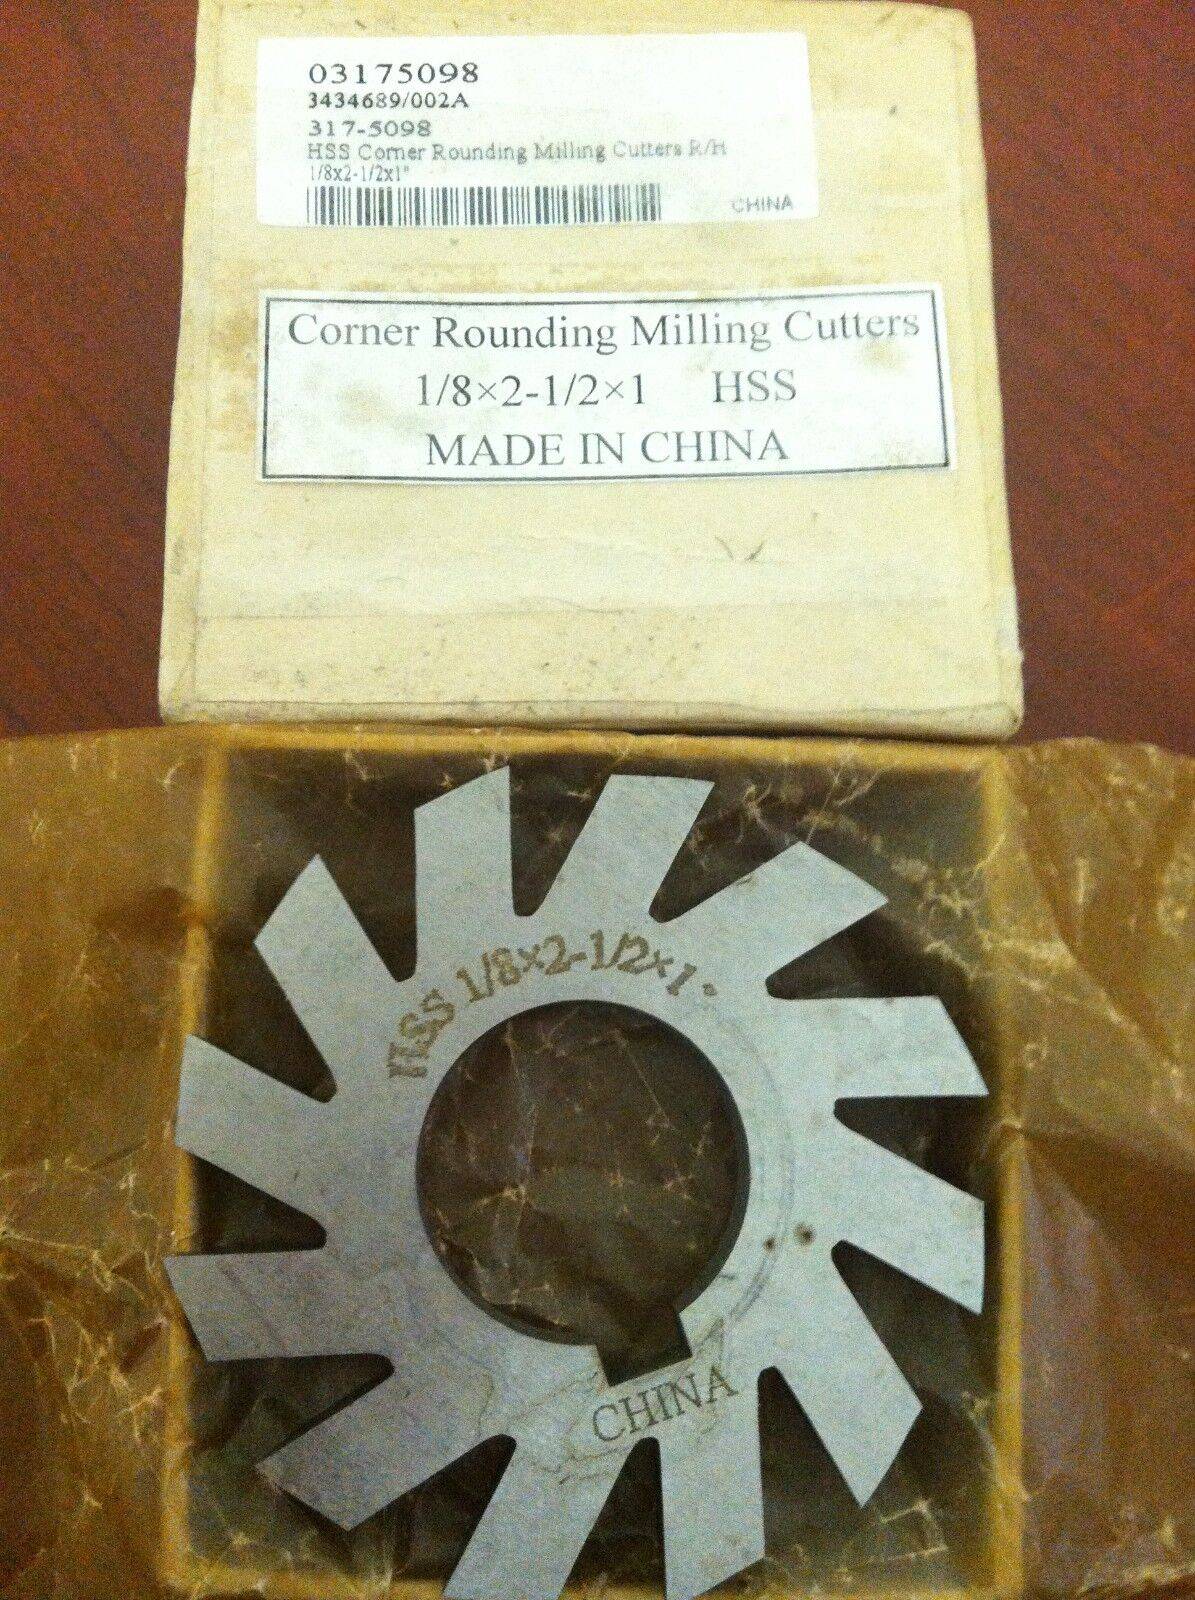 03175098
3434689/002A
317-5098
HSS Corner Rounding Milling Cutters R/H
1/8x2-1/2x1"
CHINA
Corner Rounding Milling Cutters
1/8×2-1/2×1 HSS
MADE IN CHINA
HSS 1/8×2-1/2×1"
CHINA